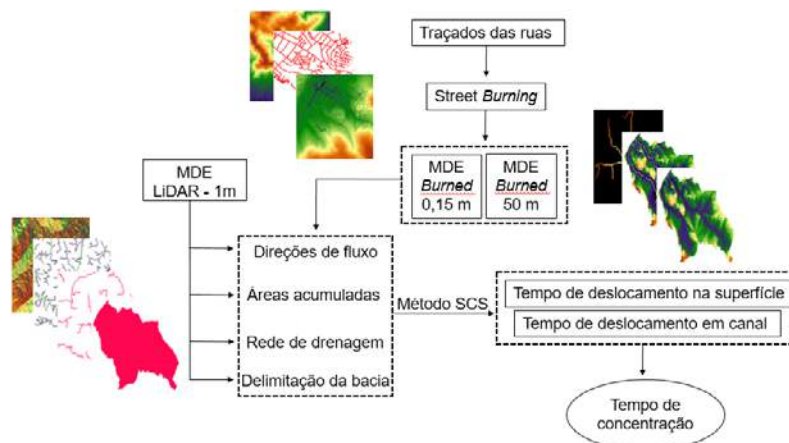 Traçados das ruas
Street Burning
MDE
Burned
0,15 m
MDE
Burned
50 m
MDE
LiDAR - 1m
Direções de fluxo
Áreas acumuladas
Rede de drenagem
Delimitação da bacia
Método SCS
Tempo de deslocamento na superfície
Tempo de deslocamento em canal
Tempo de
concentração